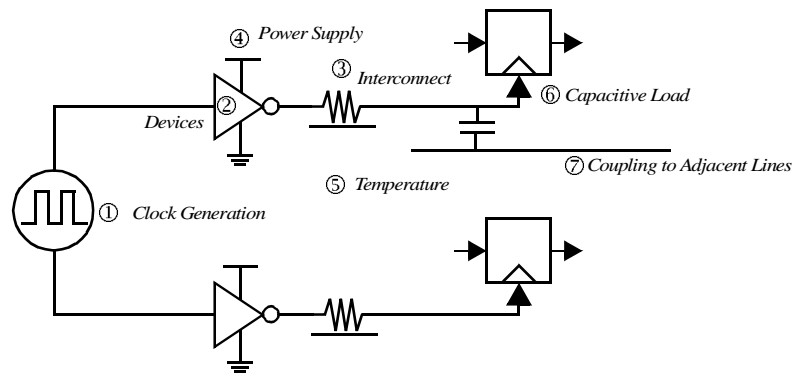 ④ Power Supply
③ Interconnect
②
Devices
⑥ Capacitive Load
⑦ Coupling to Adjacent Lines
⑤ Temperature
① Clock Generation